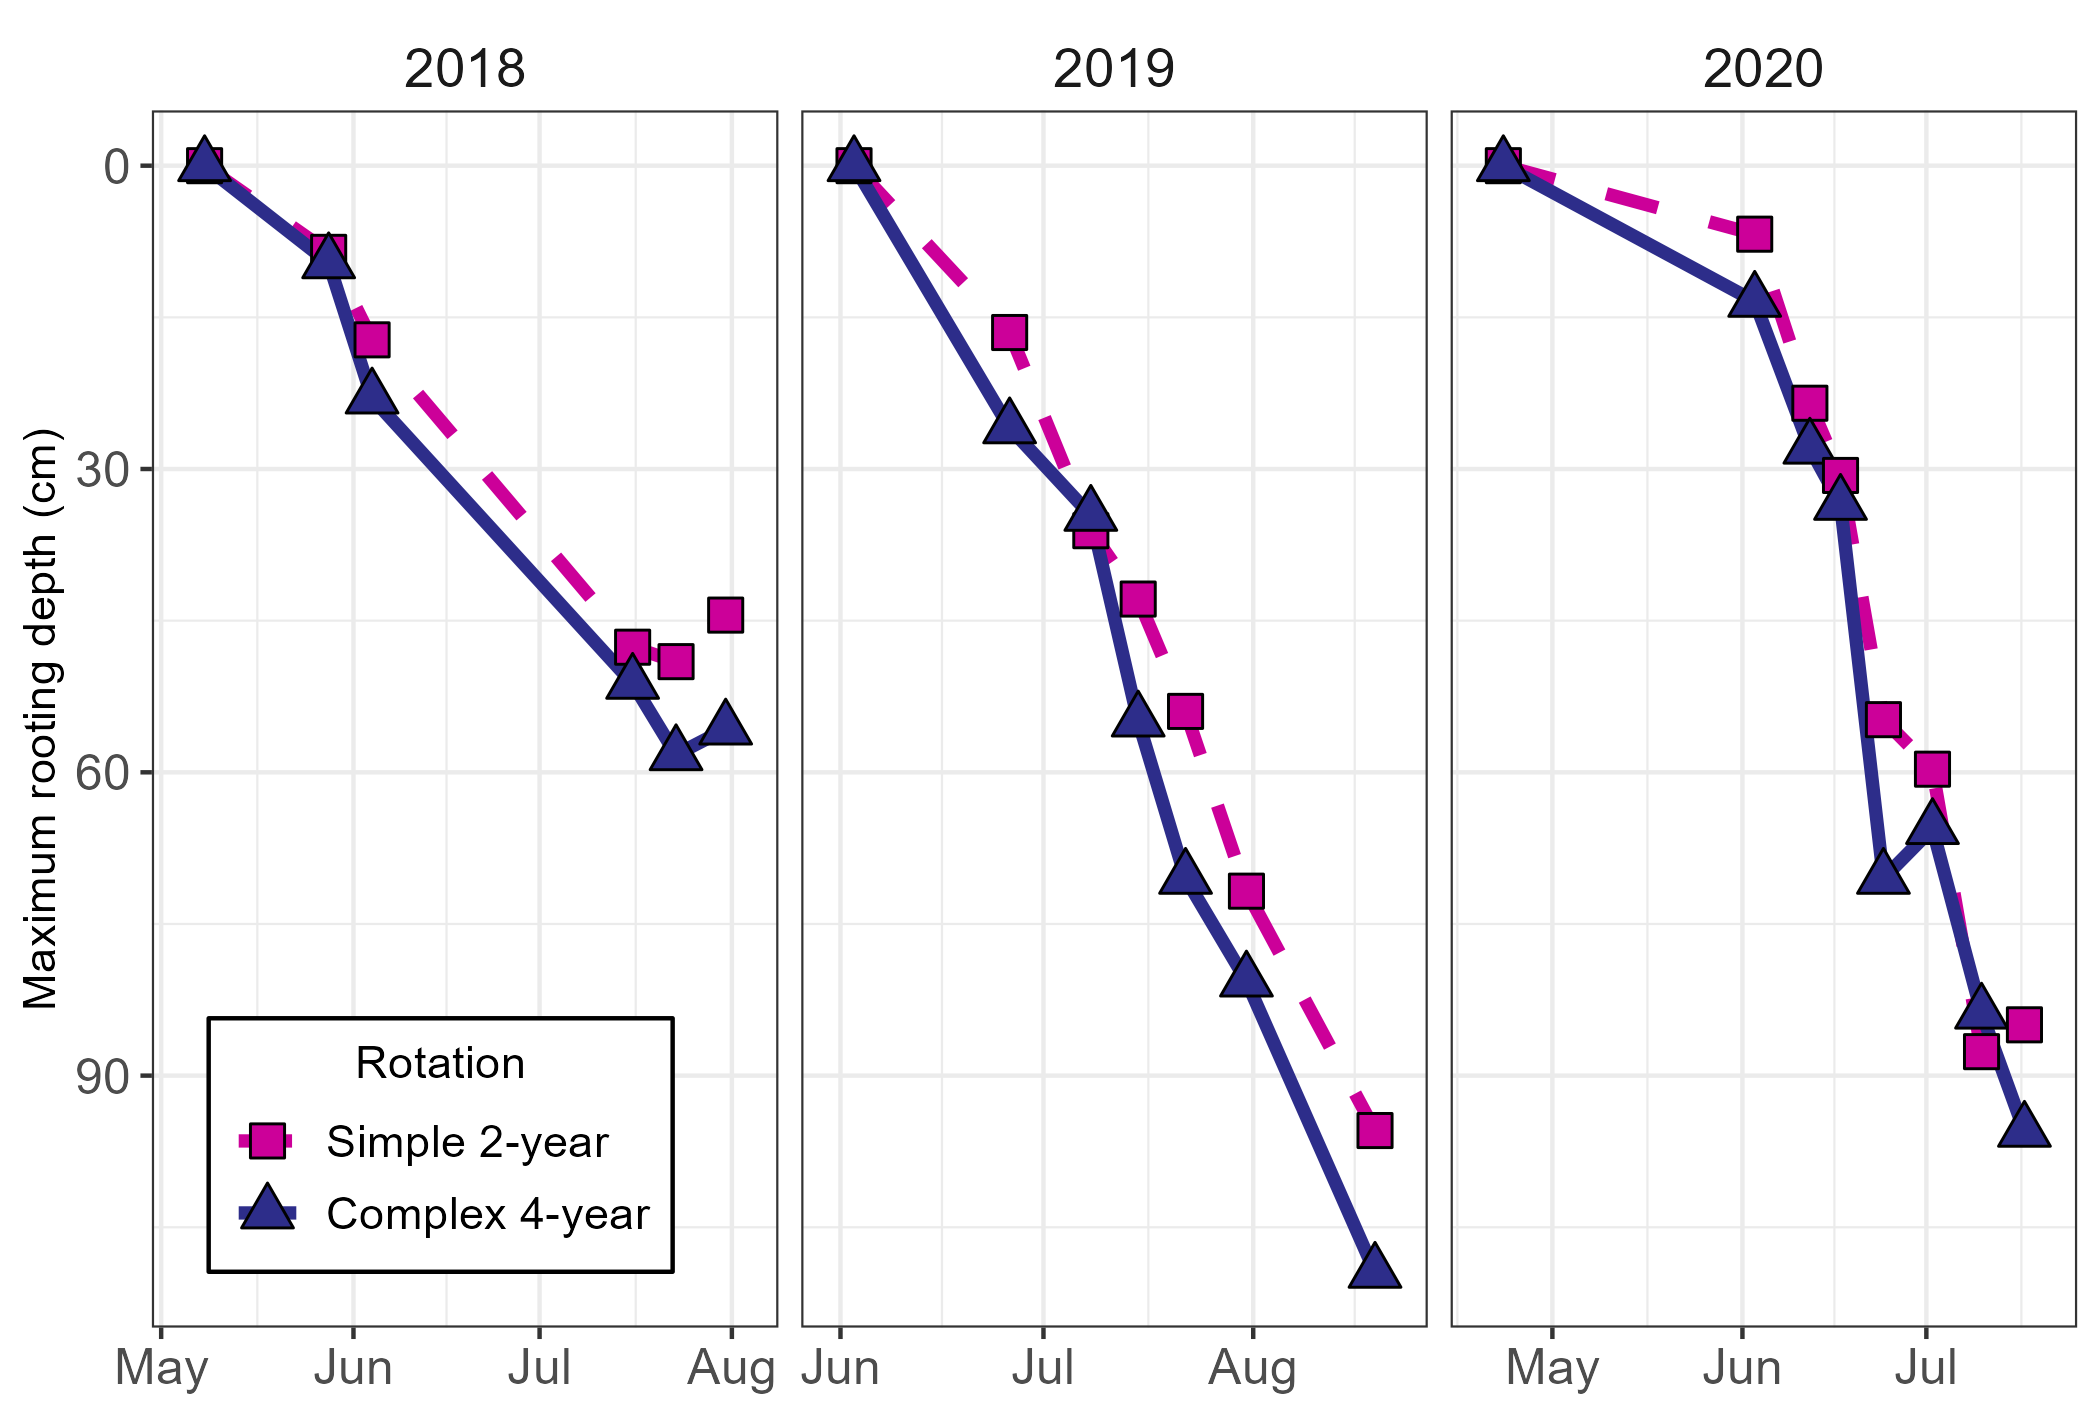 2018 2019 2020
Maximum rooting depth (cm)
0
30
60
90
Rotation
Simple 2-year
Complex 4-year
May Jun Jul Aug Jun Jul Aug May Jun Jul